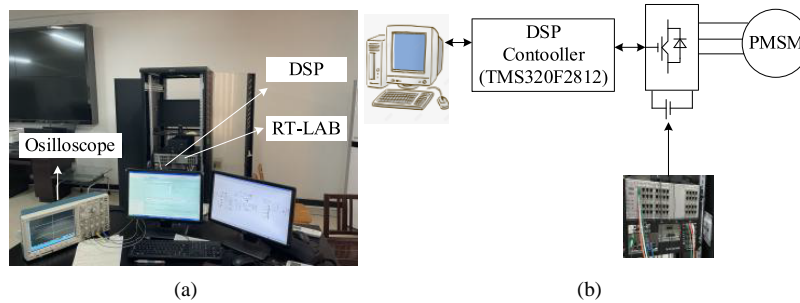 DSP
RT-LAB
Osilloscope
(a)
DSP
Contooller
(TMS320F2812)
PMSM
(b)